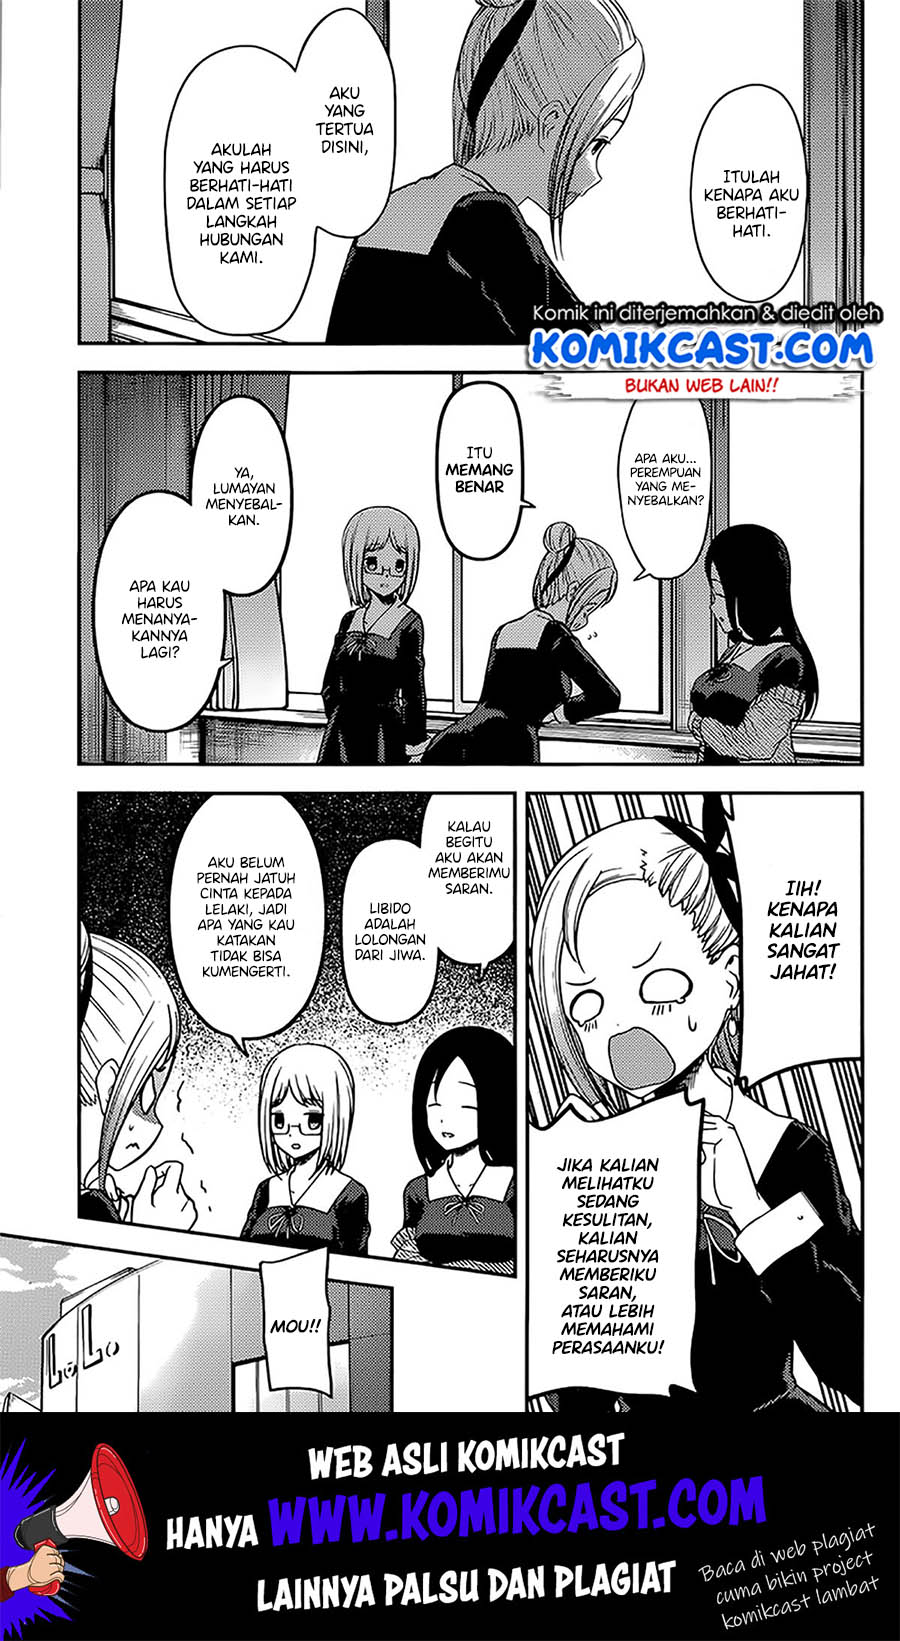 ITULAH
KENAPA AKU
BERHATI-
HATI.
AKU
YANG
TERTUA
DISINI,
AKULAH
YANG HARUS
BERHATI-HATI
DALAM SETIAP
LANGKAH
HUBUNGAN
KAMI.
Komik ini diterjemahkan & diedit oleh
KOMIKCAST.COM
BUKAN WEB LAIN!!
APA AKU...
PEREMPUAN
YANG ME-
NYEBALKAN?
ITU
MEMANG
BENAR
YA,
LUMAYAN
MENYEBAL-
KAN.
APA KAU
HARUS
MENANYA-
KANNYA
LAGI?
IIH!
KENAPA
KALIAN
SANGAT
JAHAT!
JIKA KALIAN
MELIHATKU
SEDANG
KESULITAN,
KALIAN
SEHARUSNYA
MEMBERIKU
SARAN,
ATAU LEBIH
MEMAHAMI
PERASAANKU!
KALAU
BEGITU
AKU AKAN
MEMBERIMU
SARAN.
LIBIDO
ADALAH
LOLONGAN
DARI JIWA.
AKU BELUM
PERNAH JATUH
CINTA KEPADA
LELAKI, JADI
APA YANG KAU
KATAKAN
TIDAK BISA
KUMENGERTI.
MOU!!
LoLo
WEB ASLI KOMIKCAST
HANYA WWW.KOMIKCAST.COM
LAINNYA PALSU DAN PLAGIAT
Baca di web plagiat
cuma bikin project
komikcast lambat